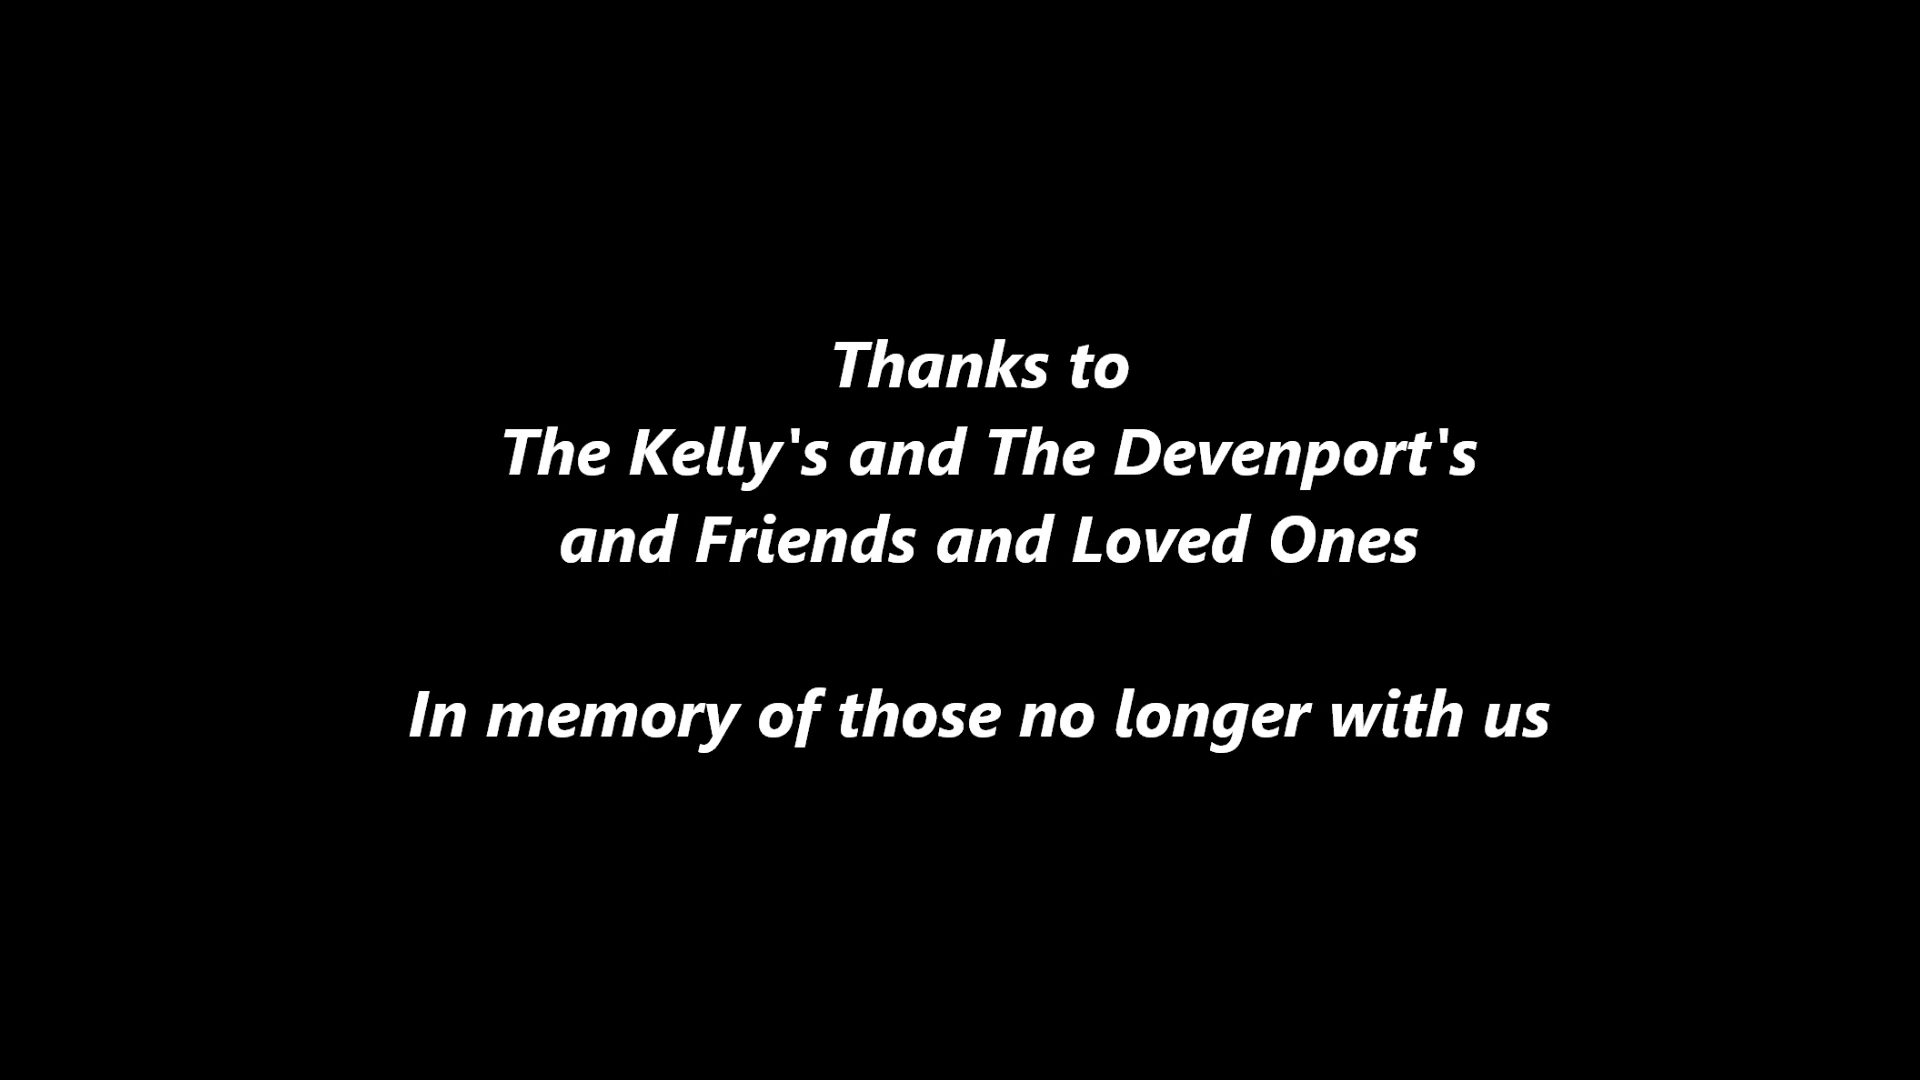 Thanks to
The Kelly's and The Devenport's
and Friends and Loved Ones
In memory of those no longer with us